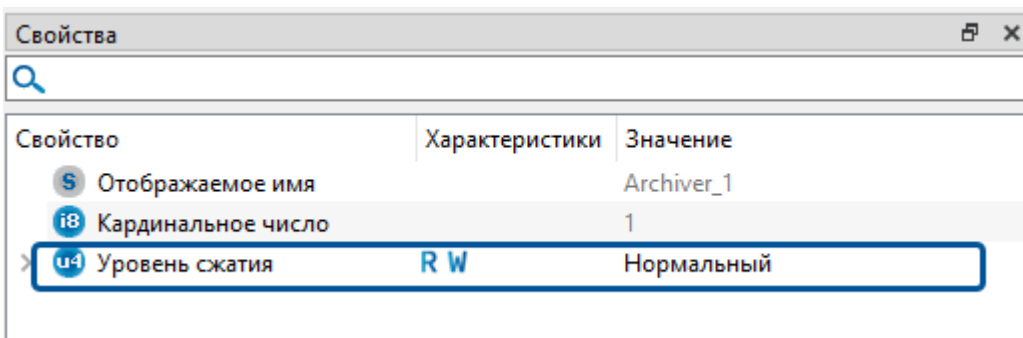 Свойства
Свойство Характеристики Значение
S Отображаемое имя Archiver_1
i8 Кардинальное число 1
u4 Уровень сжатия R W Нормальный